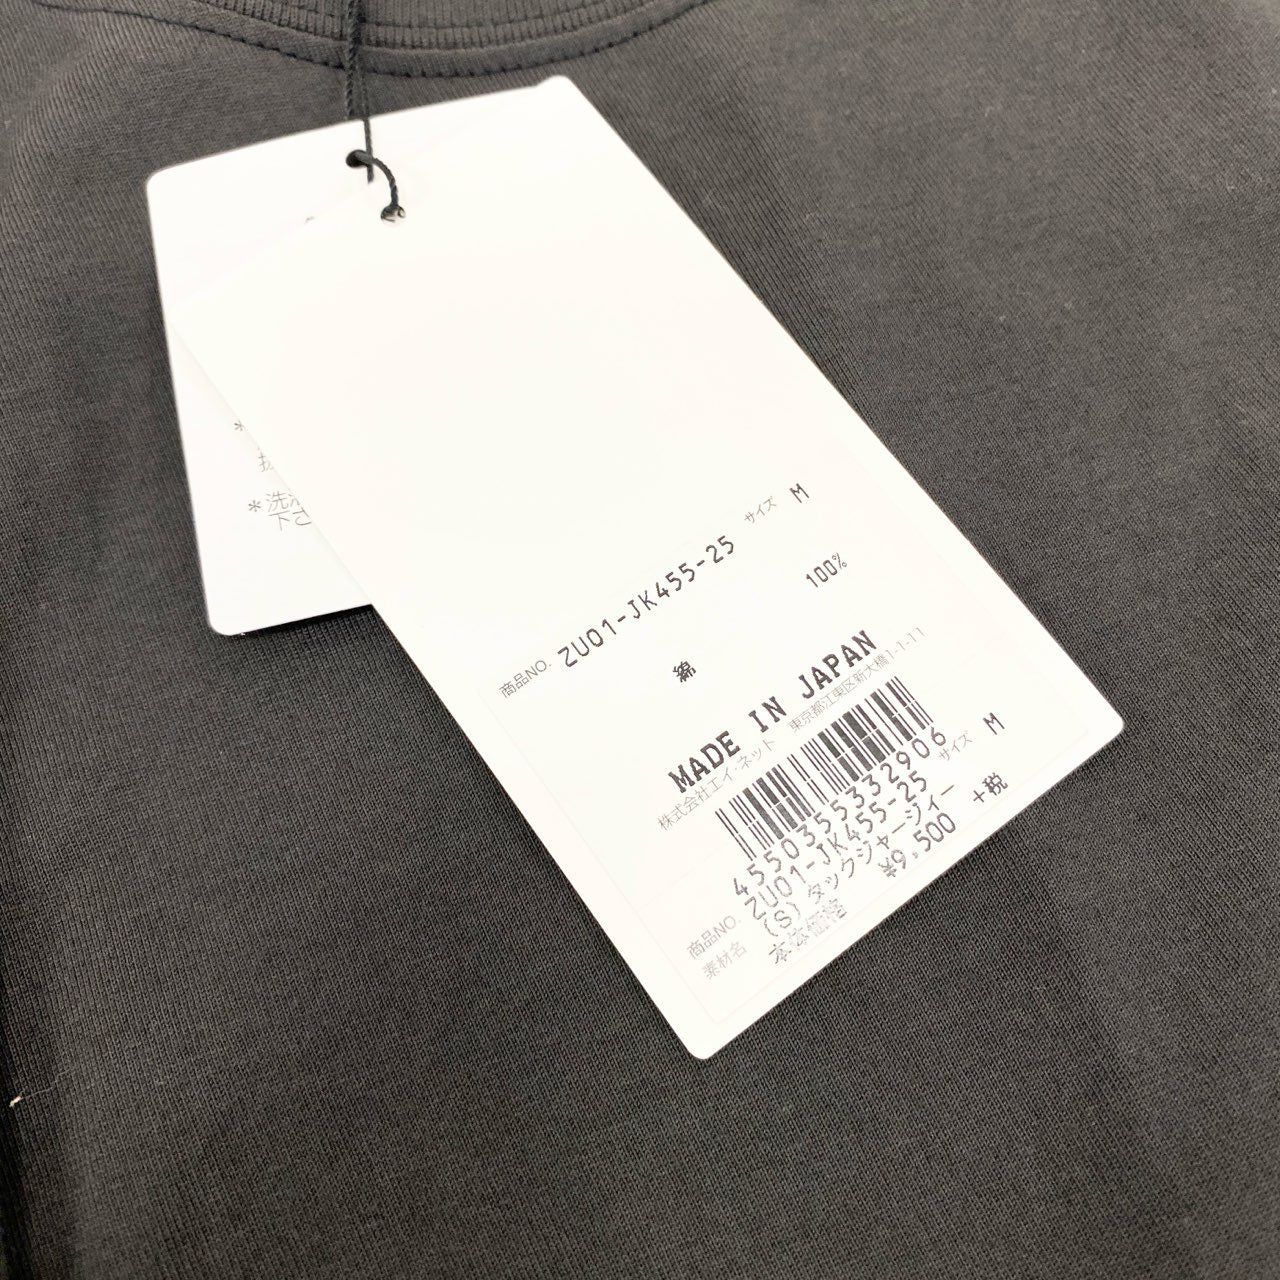 *
*洗
下さ
商品NO. ZU01-JK455-25 サイズ M
綿 100%
MADE IN JAPAN
株式会社エイ・ネット 東京都江東区新大橋1-1-11
4550355332906
商品NO. ZU01-JK455-25 サイズ M
素材名 (S)タックジャージィー
本体価格 ¥9,500 +税